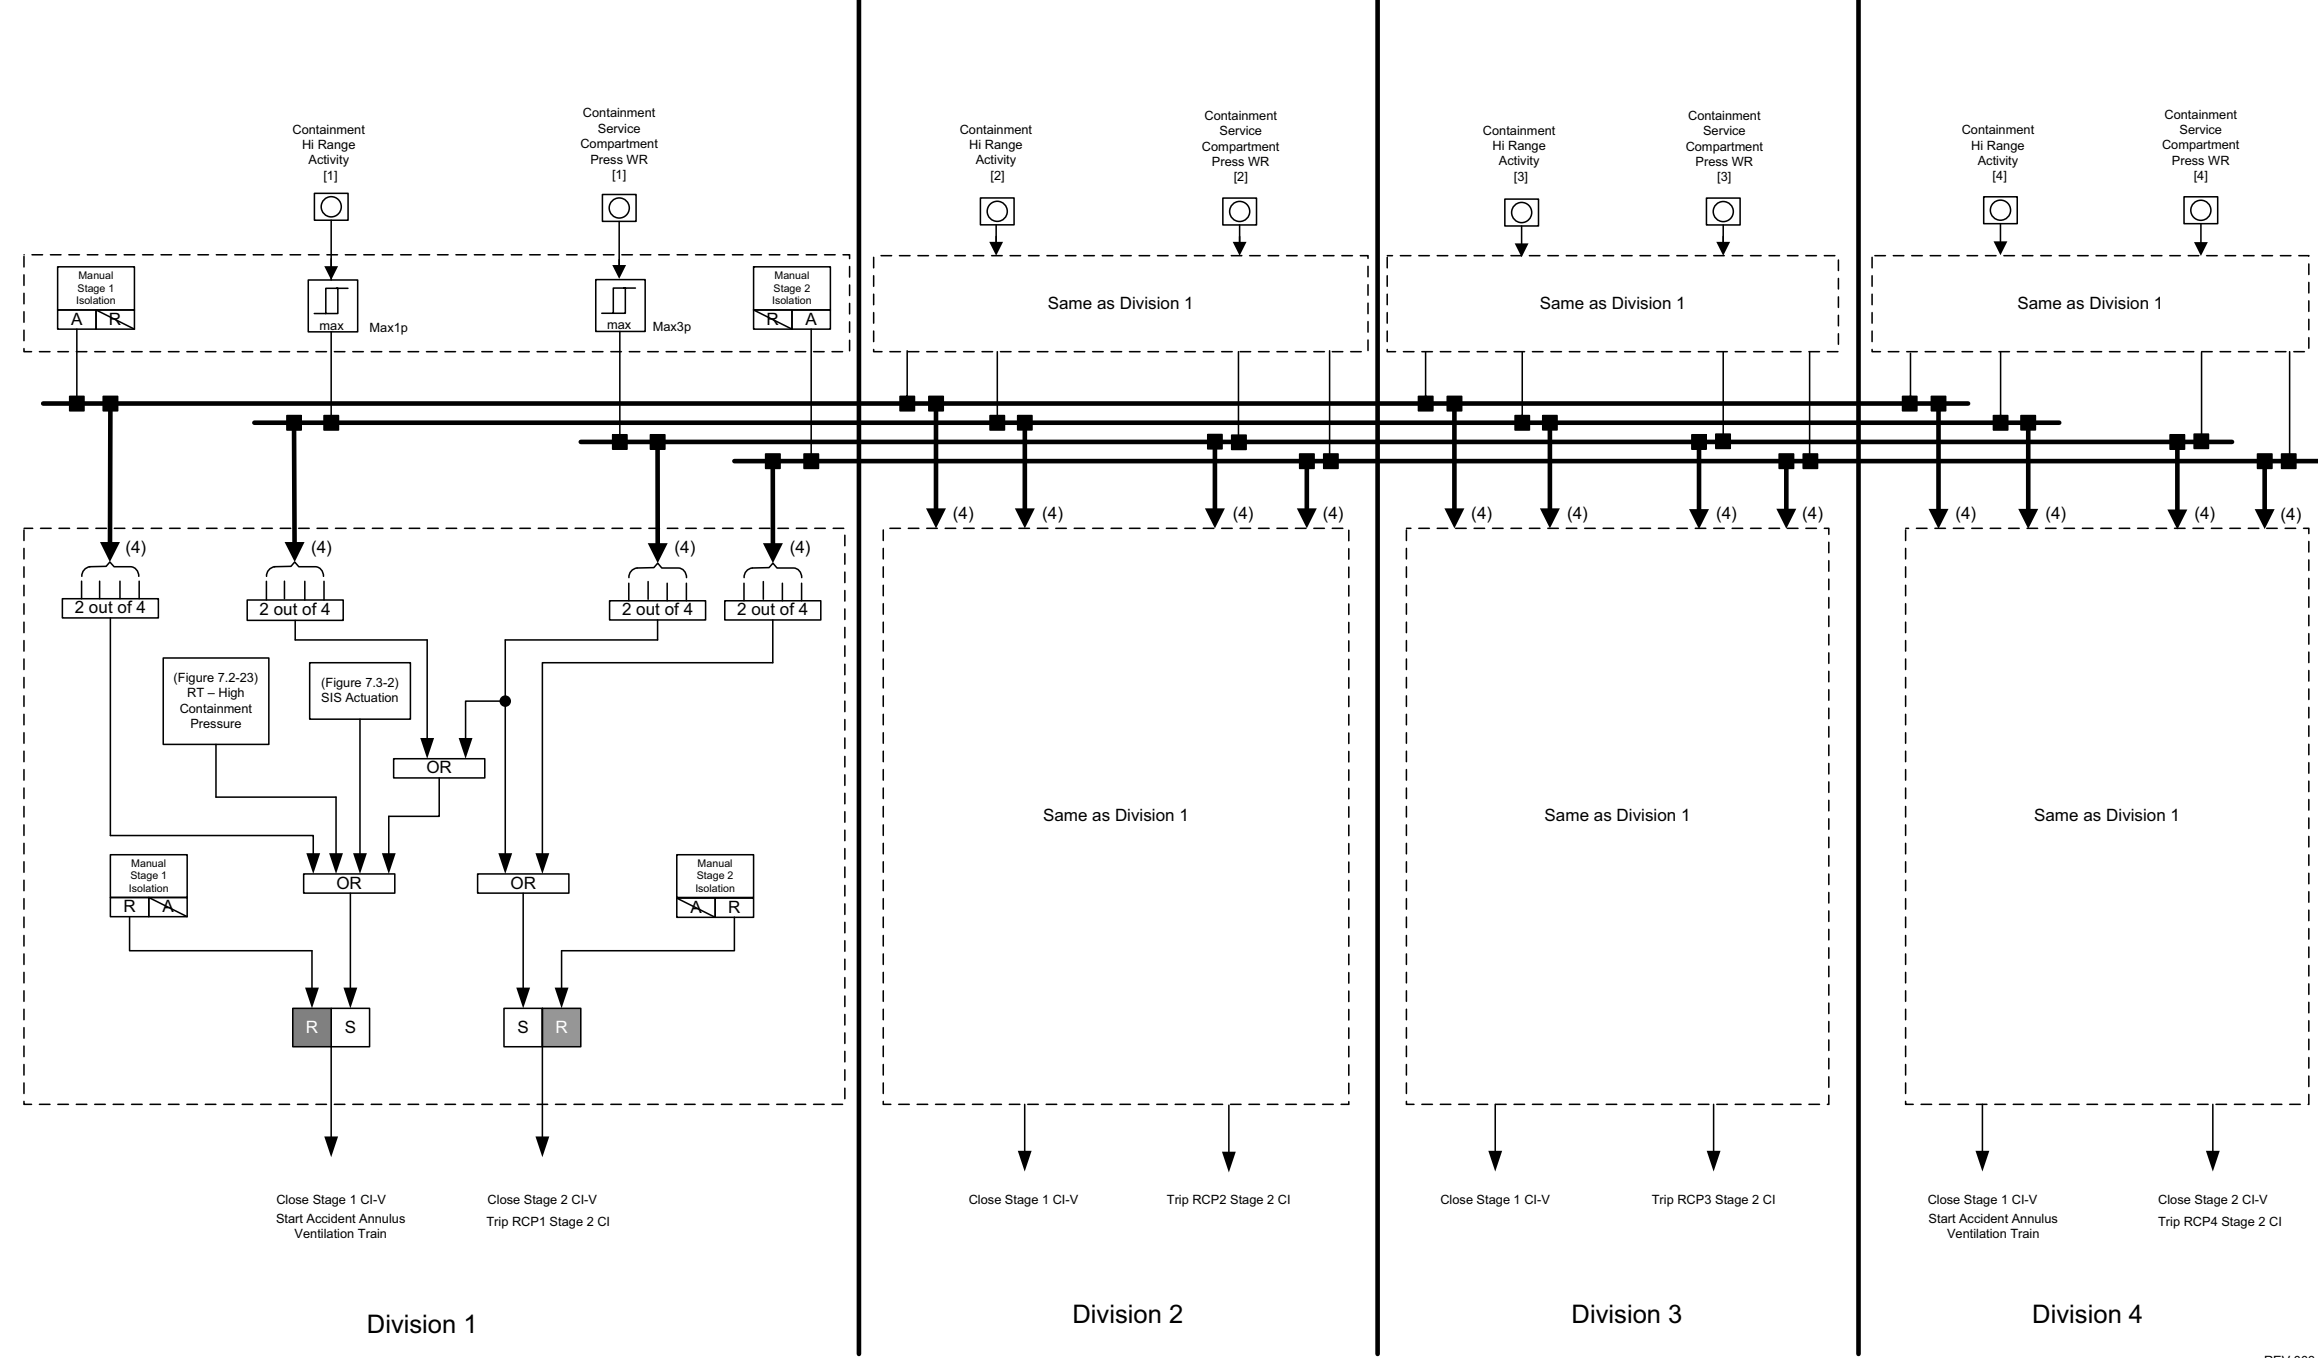 Containment
Hi Range
Activity
[1]
Containment
Service
Compartment
Press WR
[1]
Containment
Hi Range
Activity
[2]
Containment
Service
Compartment
Press WR
[2]
Containment
Hi Range
Activity
[3]
Containment
Service
Compartment
Press WR
[3]
Containment
Hi Range
Activity
[4]
Containment
Service
Compartment
Press WR
[4]
Manual
Stage 1
Isolation
A R
max Max1p
max Max3p
Manual
Stage 2
Isolation
R A
Same as Division 1
Same as Division 1
Same as Division 1
(4) (4) (4) (4)
(4) (4) (4) (4)
(4) (4) (4) (4)
(4) (4) (4) (4)
2 out of 4
2 out of 4
2 out of 4
2 out of 4
(Figure 7.2-23)
RT – High
Containment
Pressure
(Figure 7.3-2)
SIS Actuation
OR
Manual
Stage 1
Isolation
R A
OR
OR
Manual
Stage 2
Isolation
A R
R S
S R
Same as Division 1
Same as Division 1
Same as Division 1
Close Stage 1 CI-V
Start Accident Annulus
Ventilation Train
Close Stage 2 CI-V
Trip RCP1 Stage 2 CI
Close Stage 1 CI-V
Trip RCP2 Stage 2 CI
Close Stage 1 CI-V
Trip RCP3 Stage 2 CI
Close Stage 1 CI-V
Start Accident Annulus
Ventilation Train
Close Stage 2 CI-V
Trip RCP4 Stage 2 CI
Division 1
Division 2
Division 3
Division 4